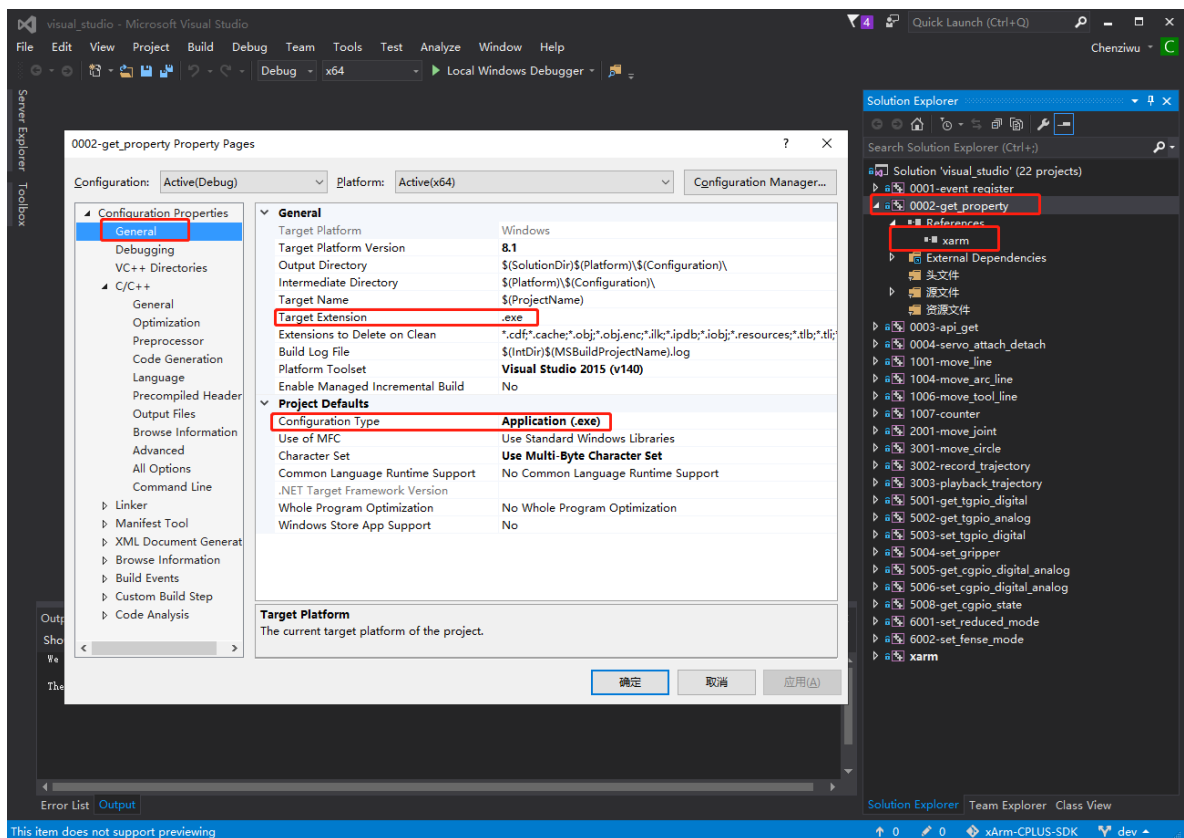 visual_studio - Microsoft Visual Studio
4
Quick Launch (Ctrl+Q)
File Edit View Project Build Debug Team Tools Test Analyze Window Help
Chenziwu C
Debug x64 Local Windows Debugger
Server Explorer
Toolbox
0002-get_property Property Pages
? ×
Configuration: Active(Debug) Platform: Active(x64) Configuration Manager...
Configuration Properties
General
Debugging
VC++ Directories
C/C++
General
Optimization
Preprocessor
Code Generation
Language
Precompiled Header
Output Files
Browse Information
Advanced
All Options
Command Line
Linker
Manifest Tool
XML Document Generat
Browse Information
Build Events
Custom Build Step
Code Analysis
General
Target Platform Windows
Target Platform Version 8.1
Output Directory $(SolutionDir)$(Platform)\$(Configuration)\
Intermediate Directory $(Platform)\$(Configuration)\
Target Name $(ProjectName)
Target Extension .exe
Extensions to Delete on Clean *.cdf;*.cache;*.obj;*.obj.enc;*.ilk;*.ipdb;*.iobj;*.resources;*.tlb;*.tli;*
Build Log File $(IntDir)$(MSBuildProjectName).log
Platform Toolset Visual Studio 2015 (v140)
Enable Managed Incremental Build No
Project Defaults
Configuration Type Application (.exe)
Use of MFC Use Standard Windows Libraries
Character Set Use Multi-Byte Character Set
Common Language Runtime Support No Common Language Runtime Support
.NET Target Framework Version
Whole Program Optimization No Whole Program Optimization
Windows Store App Support No
Target Platform
The current target platform of the project.
确定 取消 应用(A)
Outp
Sho
We
The
Error List Output
Solution Explorer
Search Solution Explorer (Ctrl+;)
Solution 'visual_studio' (22 projects)
0001-event register
0002-get_property
References
xarm
External Dependencies
头文件
源文件
资源文件
0003-api_get
0004-servo_attach_detach
1001-move_line
1004-move_arc_line
1006-move_tool_line
1007-counter
2001-move_joint
3001-move_circle
3002-record_trajectory
3003-playback_trajectory
5001-get_tgpio_digital
5002-get_tgpio_analog
5003-set_tgpio_digital
5004-set_gripper
5005-get_cgpio_digital_analog
5006-set_cgpio_digital_analog
5008-get_cgpio_state
6001-set_reduced_mode
6002-set_fense_mode
xarm
Solution Explorer Team Explorer Class View
This item does not support previewing
0 0 xArm-CPLUS-SDK dev